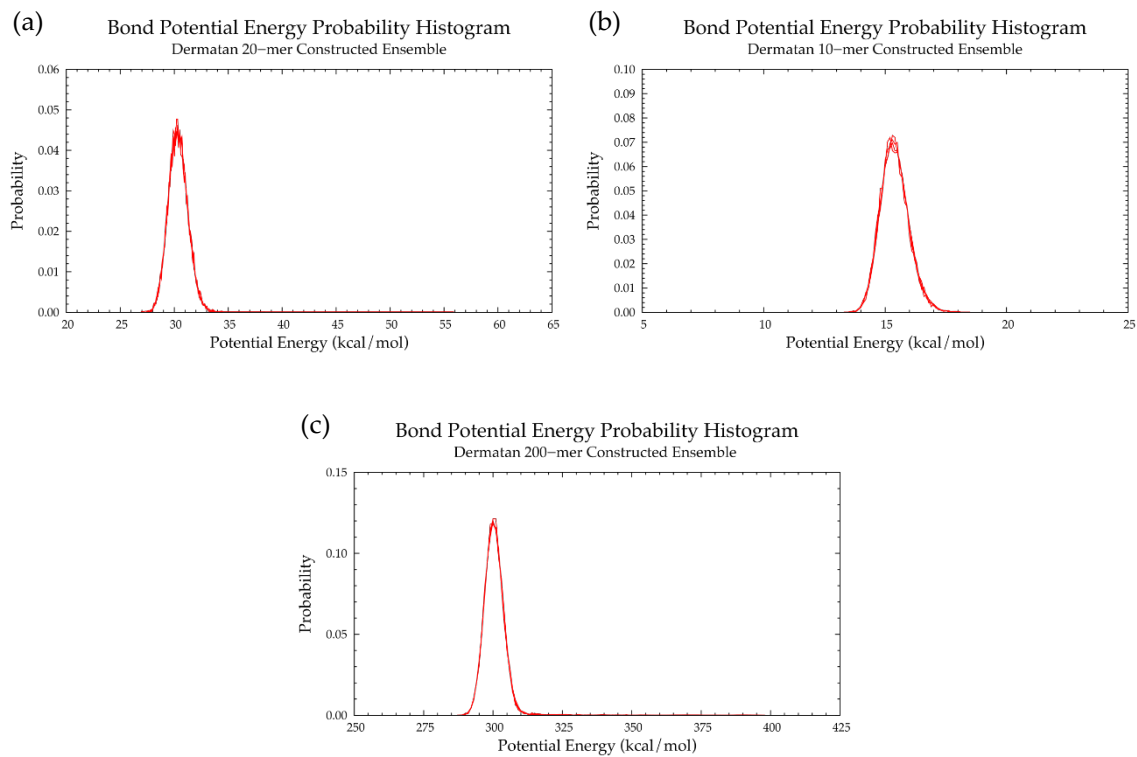 (a)
Bond Potential Energy Probability Histogram
Dermatan 20−mer Constructed Ensemble
0.06
0.05
0.04
0.03
0.02
0.01
0.00
Probability
20 25 30 35 40 45 50 55 60 65
Potential Energy (kcal/mol)
(b)
Bond Potential Energy Probability Histogram
Dermatan 10−mer Constructed Ensemble
0.10
0.09
0.08
0.07
0.06
0.05
0.04
0.03
0.02
0.01
0.00
Probability
5 10 15 20 25
Potential Energy (kcal/mol)
(c)
Bond Potential Energy Probability Histogram
Dermatan 200−mer Constructed Ensemble
0.15
0.10
0.05
0.00
Probability
250 275 300 325 350 375 400 425
Potential Energy (kcal/mol)